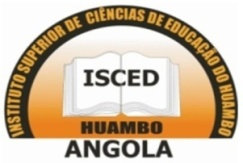 INSTITUTO SUPERIOR DE CIÊNCIAS DE EDUCAÇÃO DO HUAMBO
ISCED
HUAMBO
ANGOLA